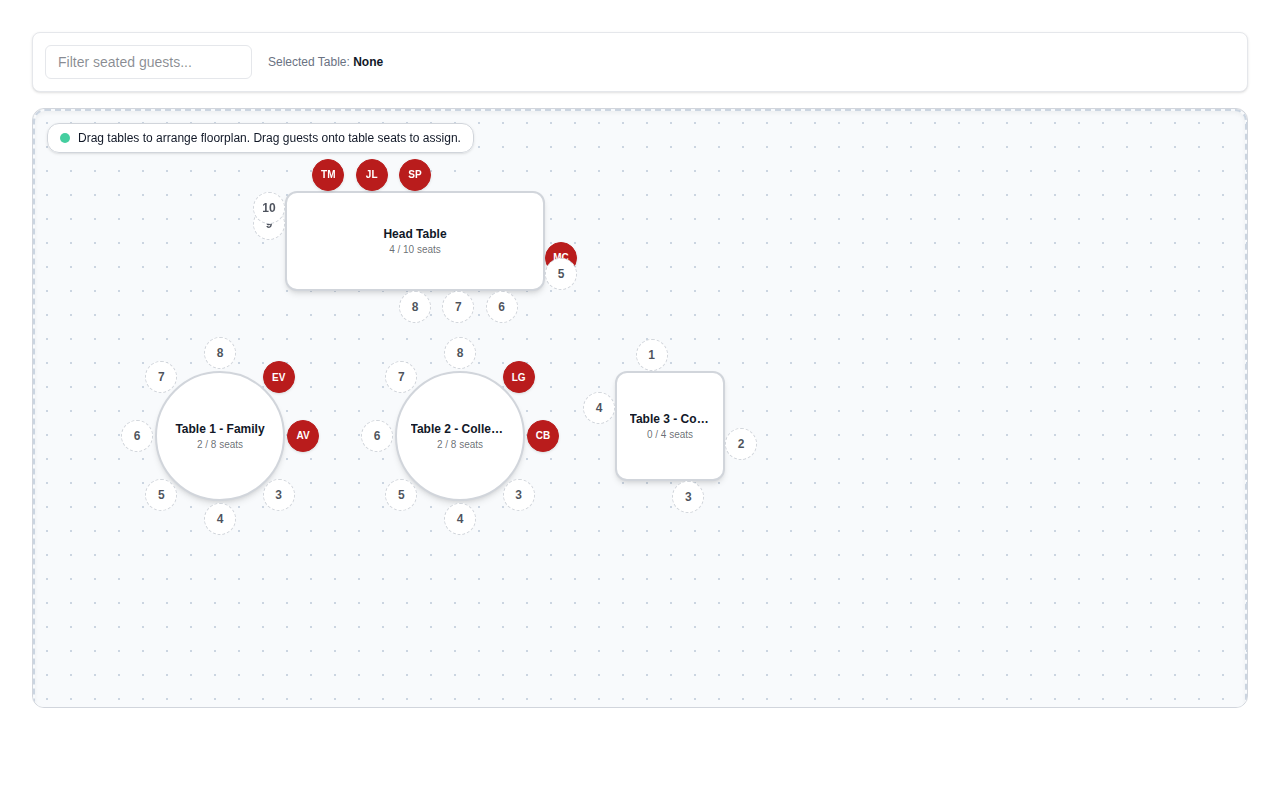 Filter seated guests...
Selected Table: None
Drag tables to arrange floorplan. Drag guests onto table seats to assign.
TM JL SP
10
Head Table
4 / 10 seats
5
8 7 6
8
7
EV
6
Table 1 - Family
2 / 8 seats
AV
5
3
4
8
7
LG
6
Table 2 - Colle...
2 / 8 seats
CB
5
3
4
1
4
Table 3 - Co...
0 / 4 seats
2
3